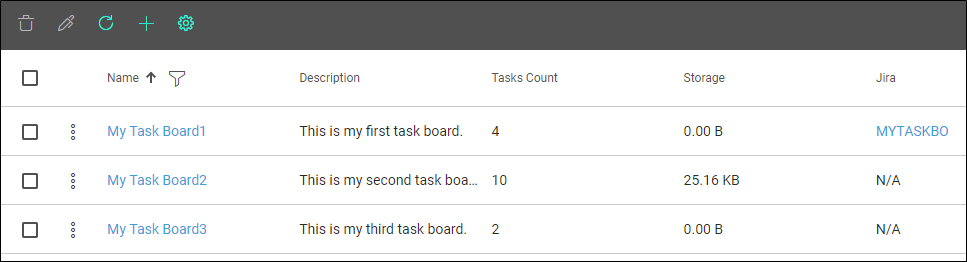 Name Description Tasks Count Storage Jira
My Task Board1 This is my first task board. 4 0.00 B MYTASKBO
My Task Board2 This is my second task boa... 10 25.16 KB N/A
My Task Board3 This is my third task board. 2 0.00 B N/A